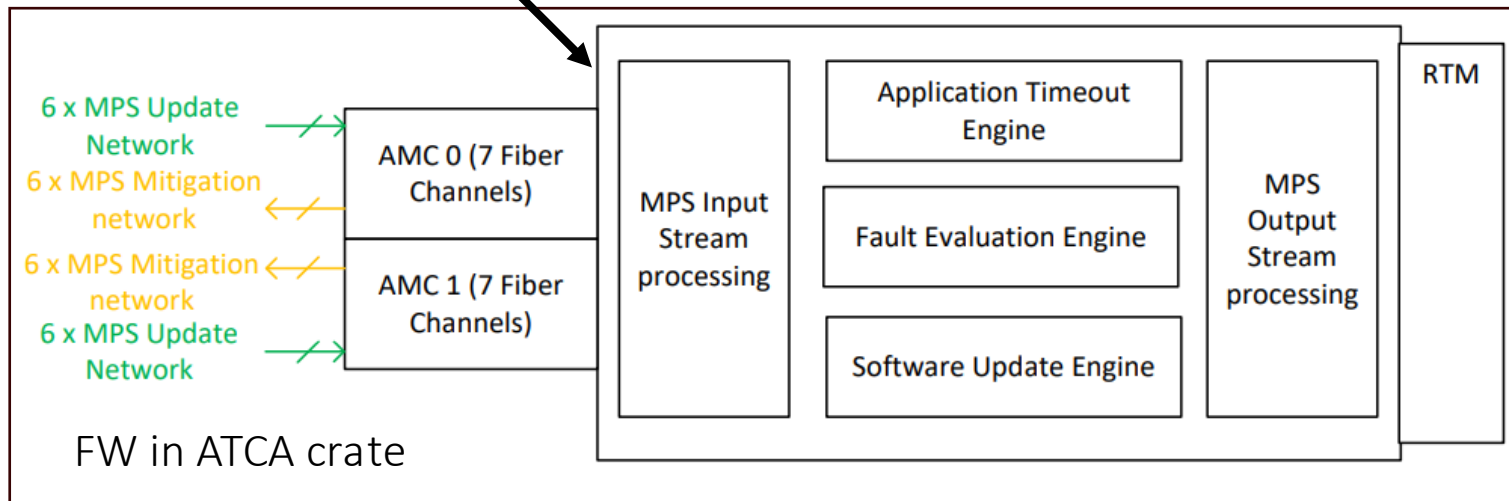 6 x MPS Update
Network
6 x MPS Mitigation
network
6 x MPS Mitigation
network
6 x MPS Update
Network
AMC 0 (7 Fiber
Channels)
AMC 1 (7 Fiber
Channels)
MPS Input
Stream
processing
Application Timeout
Engine
Fault Evaluation Engine
Software Update Engine
MPS
Output
Stream
processing
RTM
FW in ATCA crate